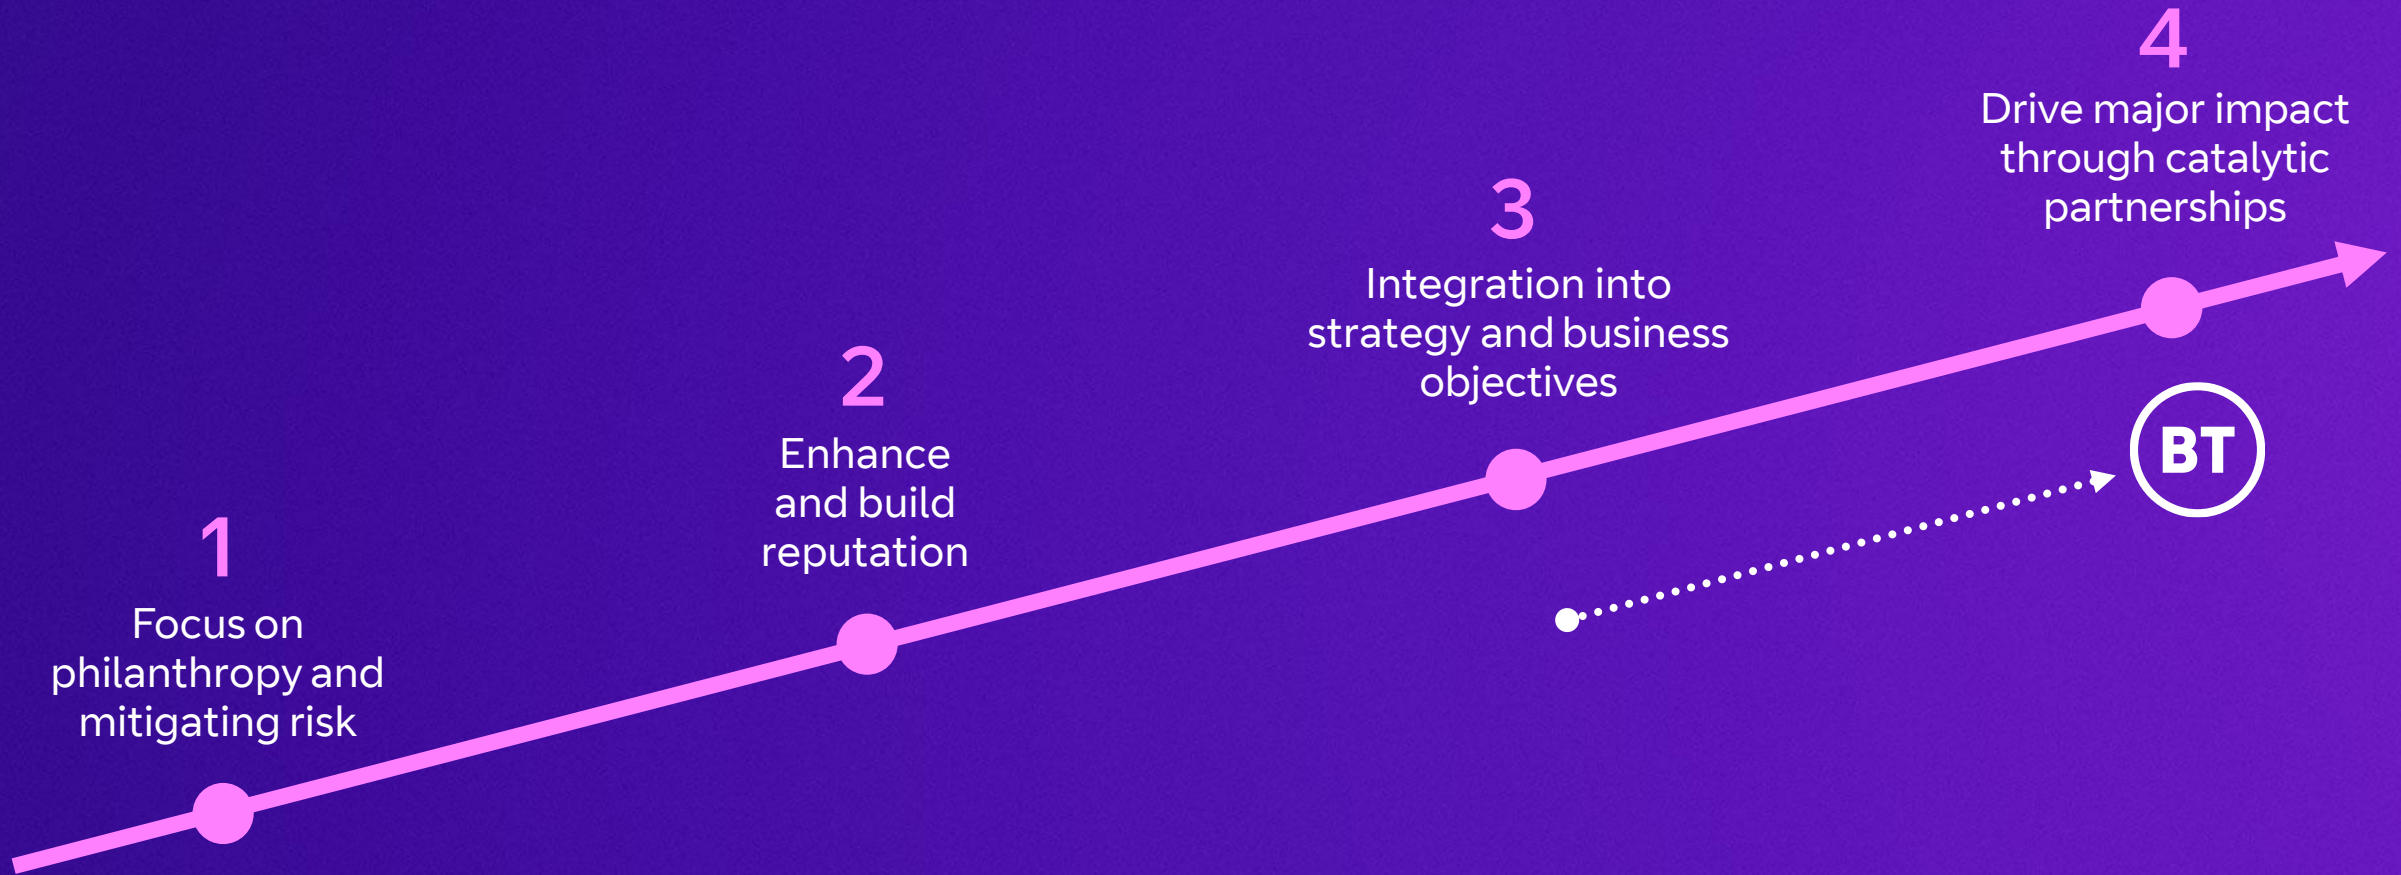 1
Focus on
philanthropy and
mitigating risk
2
Enhance
and build
reputation
3
Integration into
strategy and business
objectives
4
Drive major impact
through catalytic
partnerships
BT